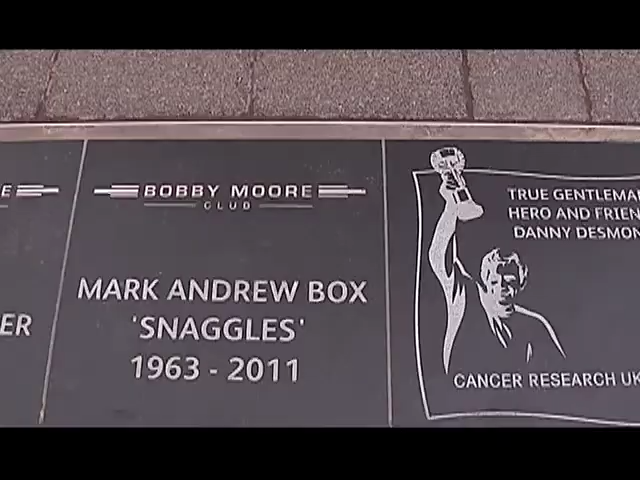 BOBBY MOORE
CLUB
MARK ANDREW BOX
'SNAGGLES'
1963 - 2011
TRUE GENTLEMAN
HERO AND FRIEND
DANNY DESMOND
CANCER RESEARCH UK